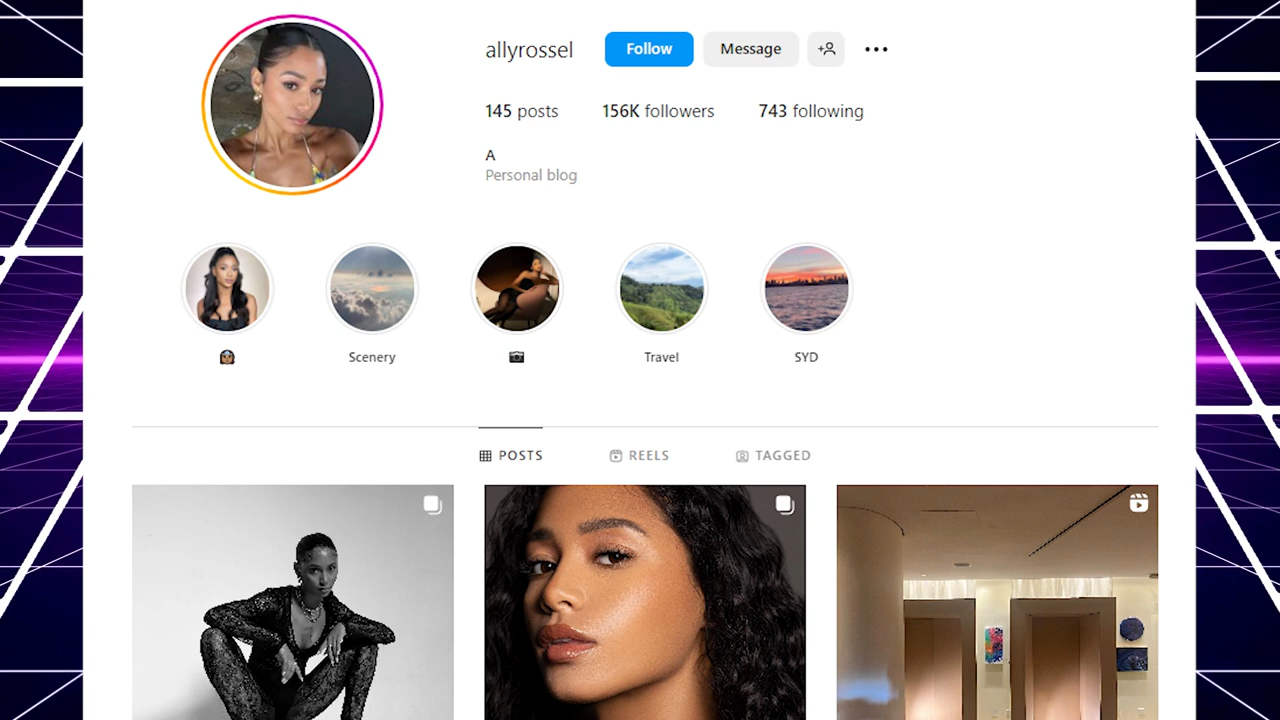 allyrossel Follow Message
145 posts 156K followers 743 following
A
Personal blog
Scenery Travel SYD
POSTS REELS TAGGED